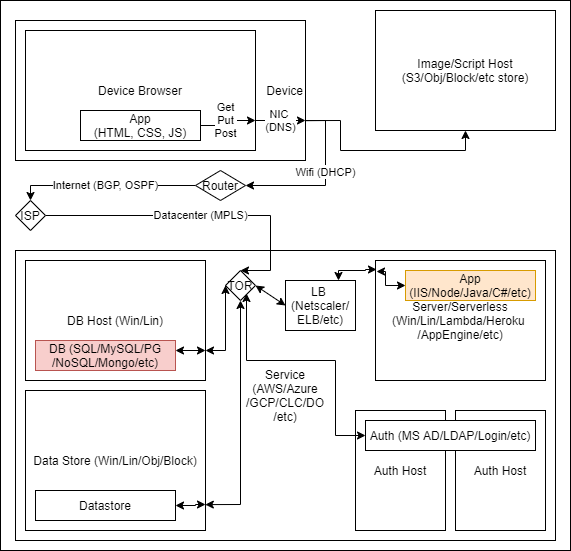 Image/Script Host
(S3/Obj/Block/etc store)
Device Browser
Device
App
(HTML, CSS, JS)
Get
Put
Post
NIC
(DNS)
Wifi (DHCP)
Router
Internet (BGP, OSPF)
ISP
Datacenter (MPLS)
TOR
LB
(Netscaler/
ELB/etc)
App
(IIS/Node/Java/C#/etc)
Server/Serverless
(Win/Lin/Lambda/Heroku
/AppEngine/etc)
DB Host (Win/Lin)
DB (SQL/MySQL/PG
/NoSQL/Mongo/etc)
Service
(AWS/Azure
/GCP/CLC/DO
/etc)
Auth (MS AD/LDAP/Login/etc)
Auth Host
Auth Host
Data Store (Win/Lin/Obj/Block)
Datastore